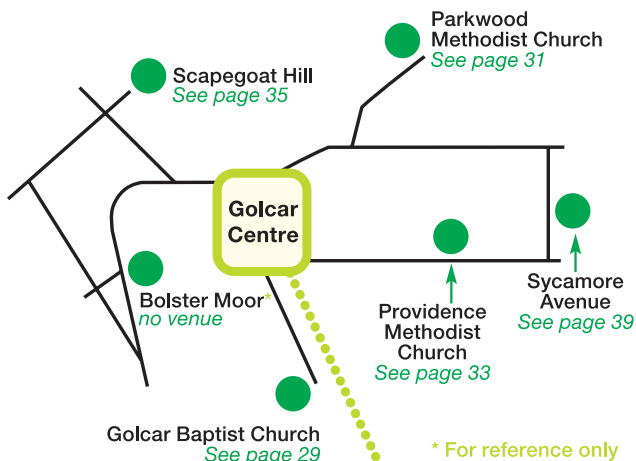 Parkwood
Methodist Church
See page 31
Scapegoat Hill
See page 35
Golcar
Centre
Bolster Moor*
no venue
Providence
Methodist
Church
See page 33
Sycamore
Avenue
See page 39
Golcar Baptist Church
See page 29
* For reference only